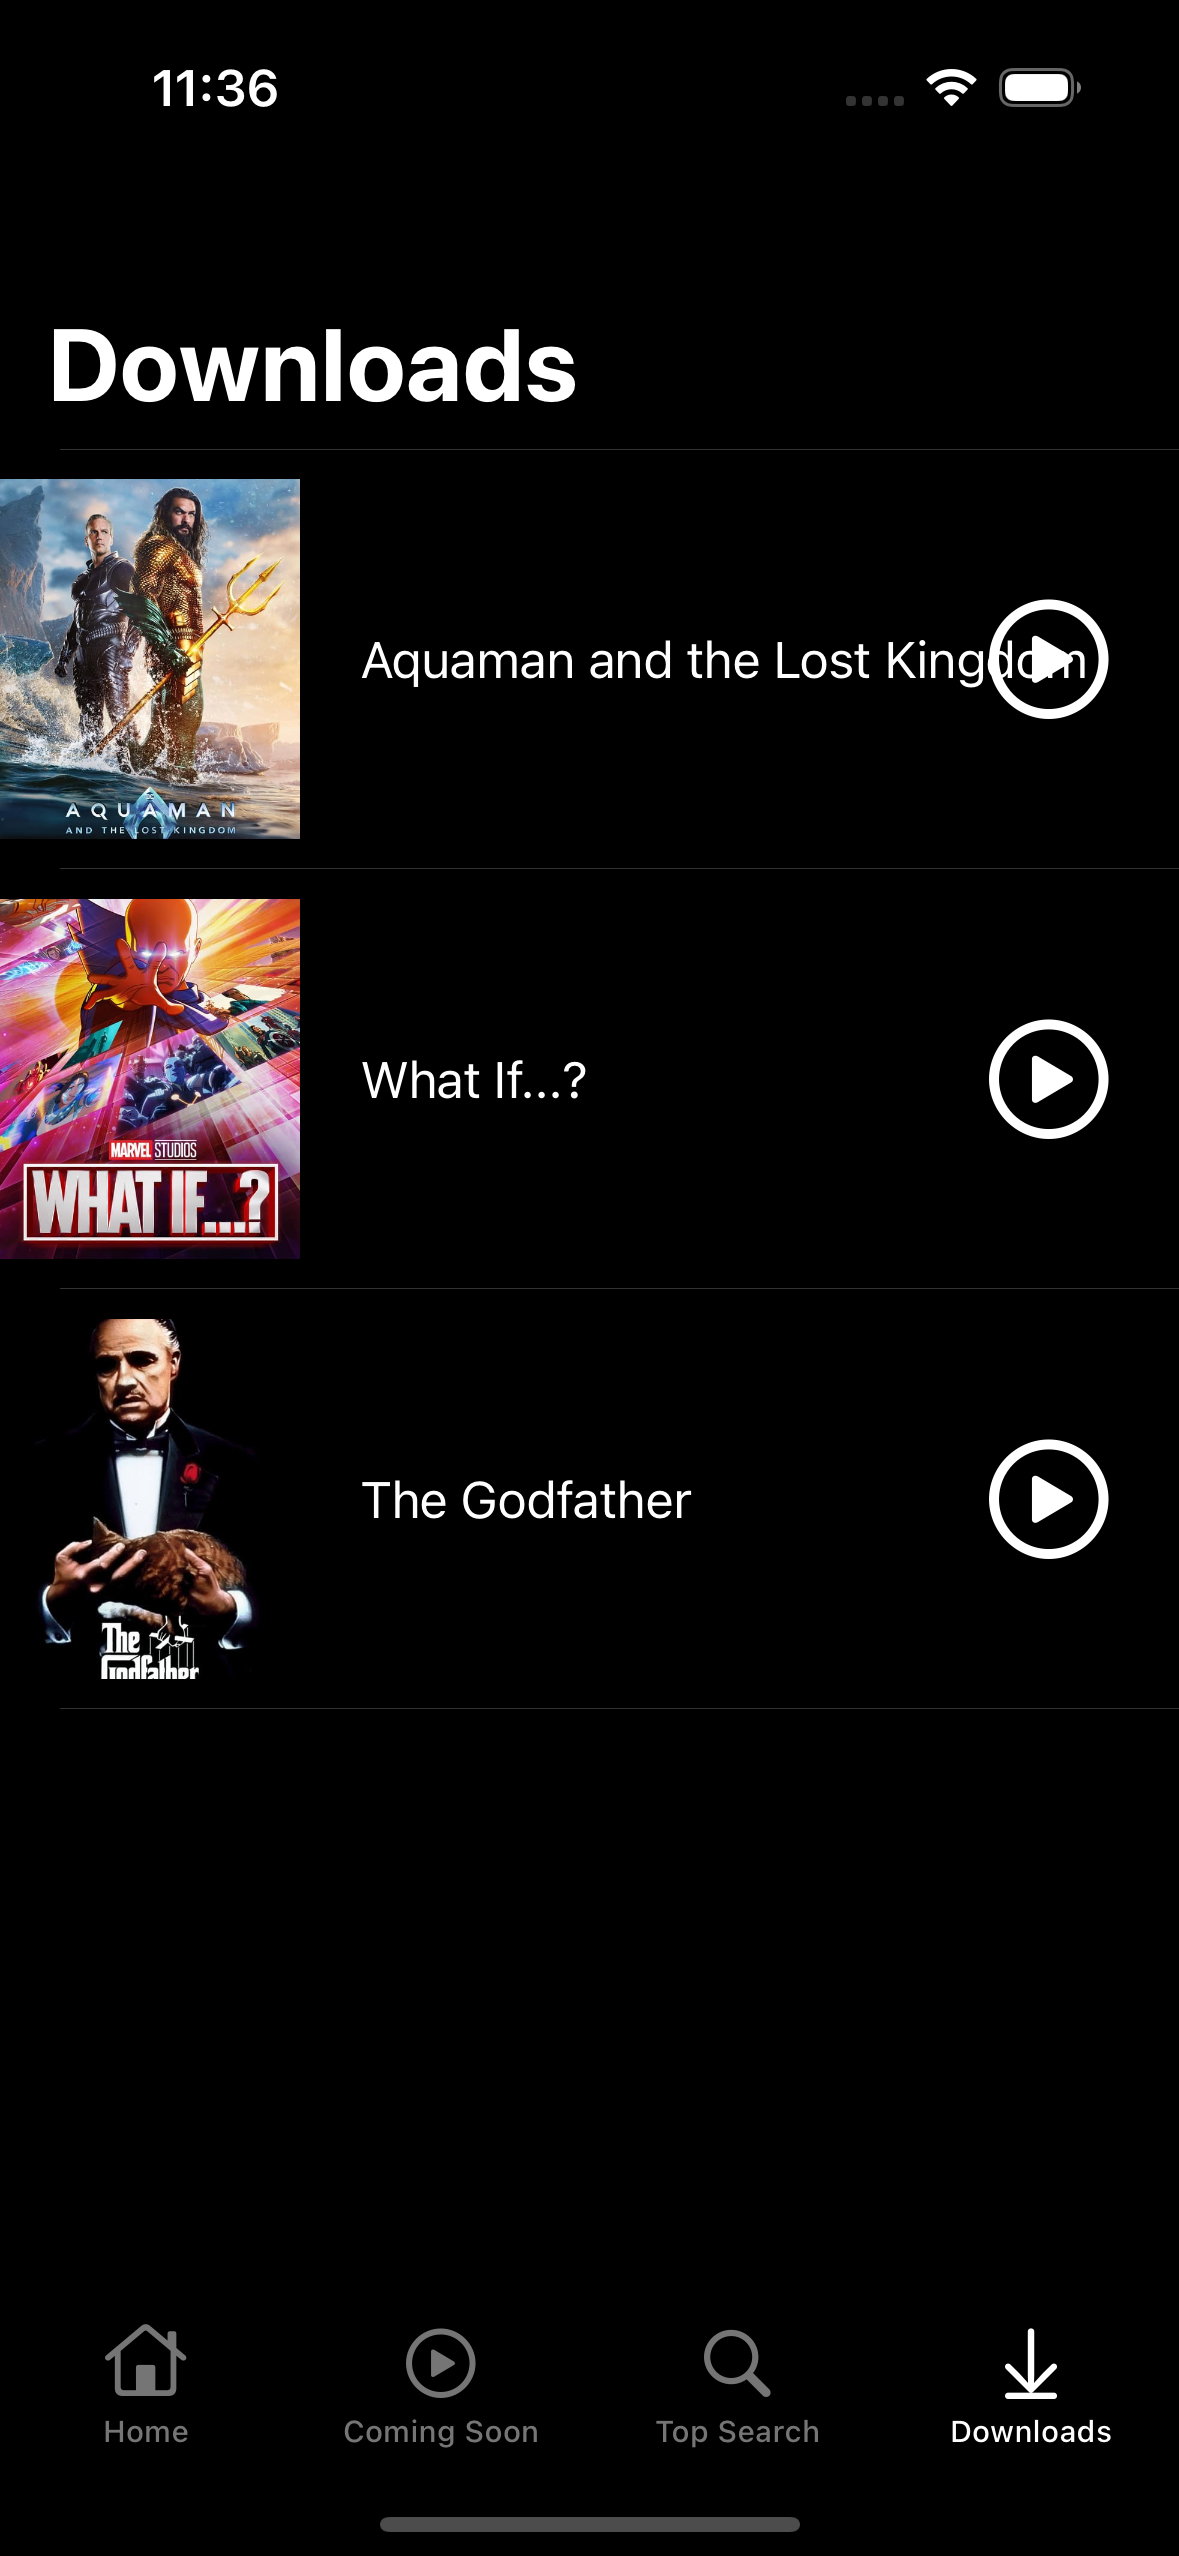 11:36
Downloads
AQUAMAN
AND THE LOST KINGDOM
Aquaman and the Lost Kingdom
MARVEL STUDIOS
WHAT IF...?
What If...?
The
Godfather
The Godfather
Home
Coming Soon
Top Search
Downloads